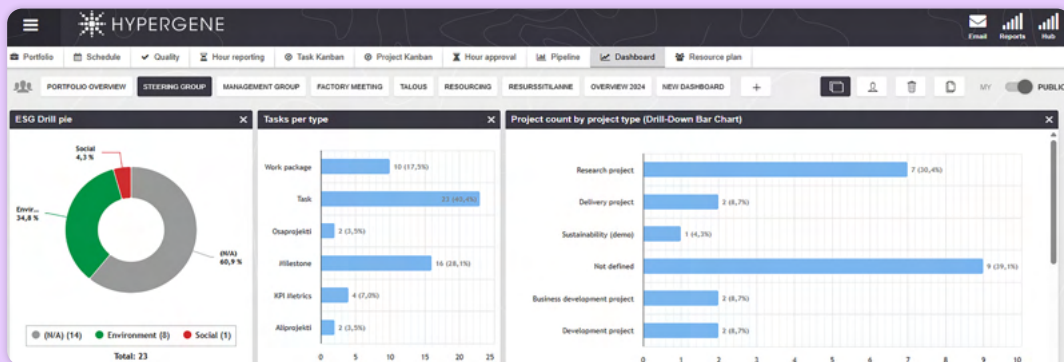 HYPERGENE
Email Reports Hub
Portfolio Schedule Quality Hour reporting Task Kanban Project Kanban Hour approval Pipeline Dashboard Resource plan
PORTFOLIO OVERVIEW STEERING GROUP MANAGEMENT GROUP FACTORY MEETING TALOUS RESOURCING RESURSSITILANNE OVERVIEW 2024 NEW DASHBOARD + MY PUBLIC
ESG Drill pie
Social
4,3 %
Envir...
34,8 %
(N/A)
60,9 %
(N/A) (14) Environment (8) Social (1)
Total: 23
Tasks per type
Work package 10 (17,5%)
Task
Osaprojekti 2 (3,5%)
Milestone 16 (28,1%)
KPI Metrics 4 (7,0%)
Aliprojekti 2 (3,5%)
0 5 10 15 20 25
Project count by project type (Drill-Down Bar Chart)
Research project 7 (30,4%)
Delivery project 2 (8,7%)
Sustainability (demo) 1 (4,3%)
Not defined 9 (39,1%)
Business development project 2 (8,7%)
Development project 2 (8,7%)
0 1 2 3 4 5 6 7 8 9 10